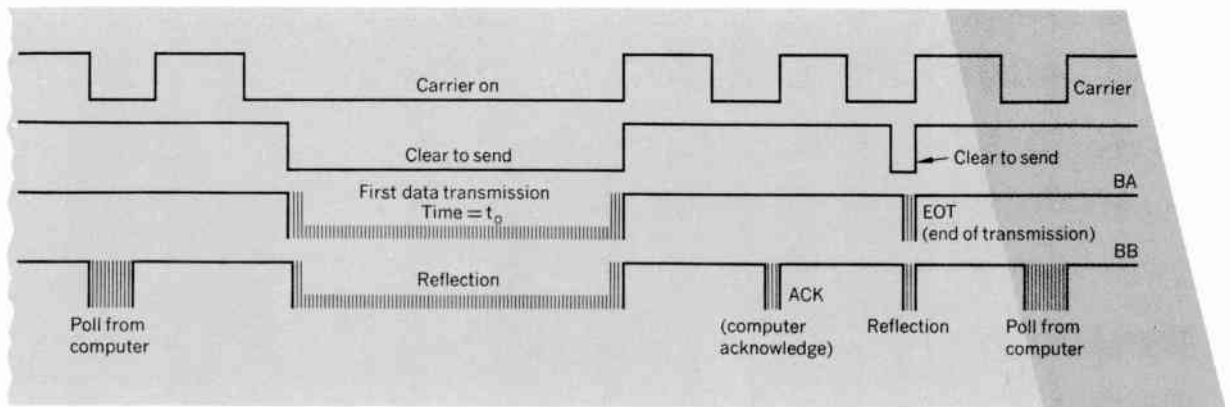 Carrier on
Carrier
Clear to send
Clear to send
First data transmission
Time = t₀
BA
EOT
(end of transmission)
BB
Reflection
Poll from
computer
ACK
(computer
acknowledge)
Reflection
Poll from
computer